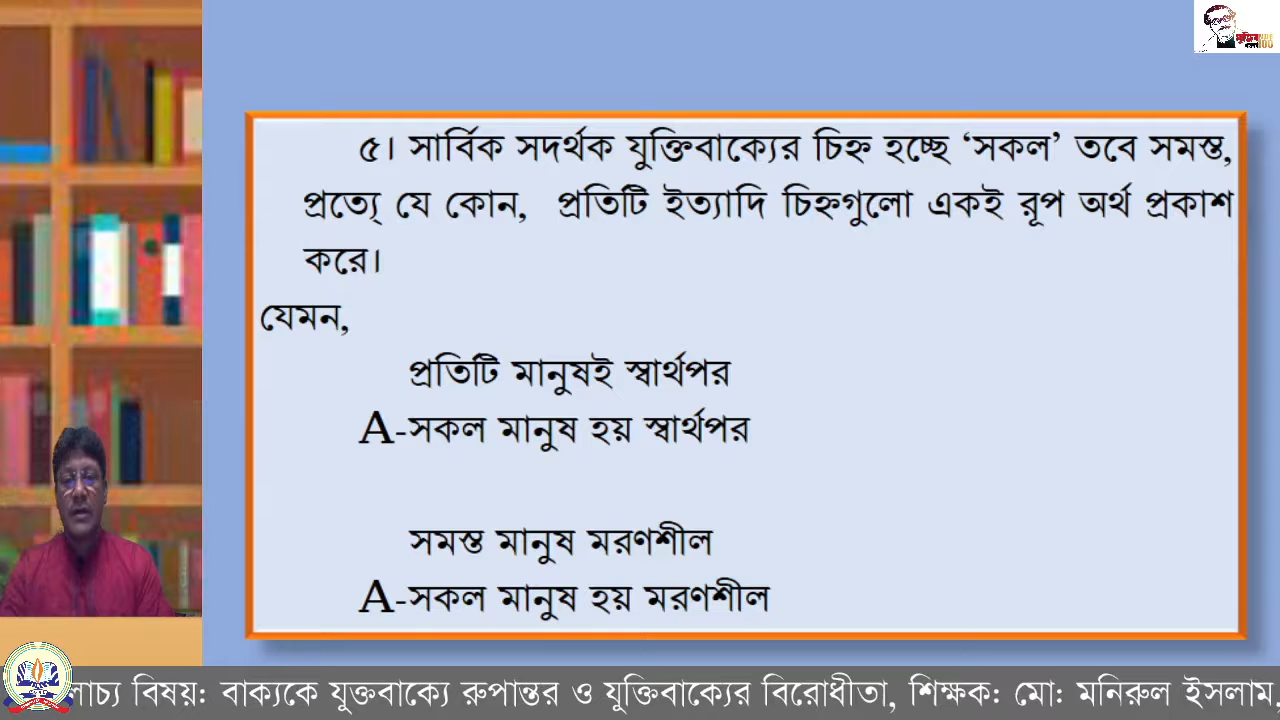 ৫। সার্বিক সদর্থক যুক্তিবাক্যের চিহ্ন হচ্ছে ‘সকল’ তবে সমস্ত,
প্রত্যে্ যে কোন, প্রতিটি ইত্যাদি চিহ্নগুলো একই রূপ অর্থ প্রকাশ
করে।
যেমন,
প্রতিটি মানুষই স্বার্থপর
A-সকল মানুষ হয় স্বার্থপর
সমস্ত মানুষ মরণশীল
A-সকল মানুষ হয় মরণশীল
লাচ্য বিষয়: বাক্যকে যুক্তবাক্যে রুপান্তর ও যুক্তিবাক্যের বিরোধীতা, শিক্ষক: মো: মনিরুল ইসলাম,